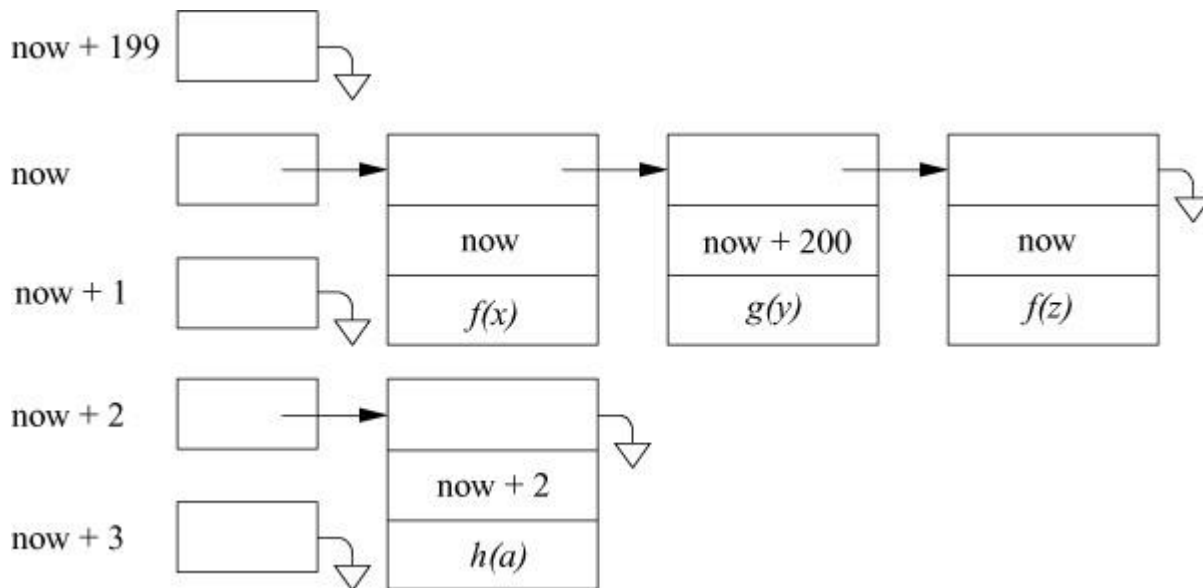 now + 199
now
now + 1
now
f(x)
now + 200
g(y)
now
f(z)
now + 2
now + 2
h(a)
now + 3